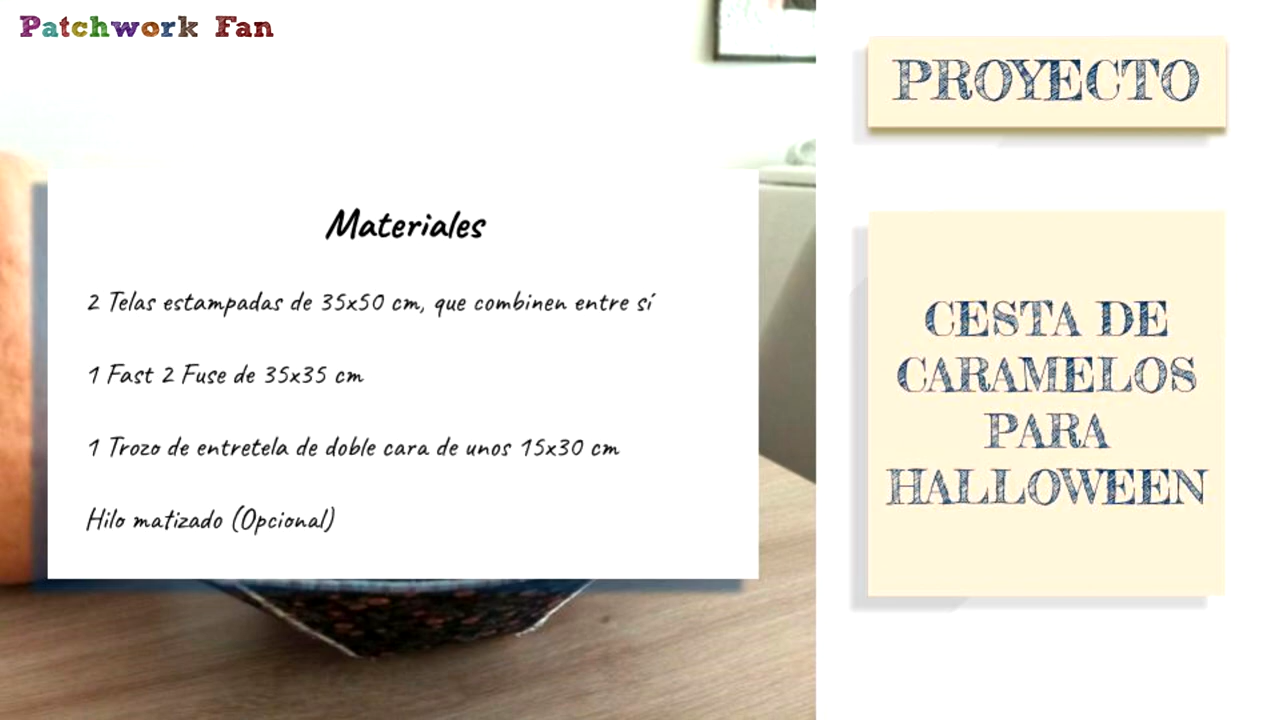 Patchwork Fan
PROYECTO
Materiales
2 Telas estampadas de 35x50 cm, que combinen entre sí
1 Fast 2 Fuse de 35x35 cm
1 Trozo de entretela de doble cara de unos 15x30 cm
Hilo matizado (Opcional)
CESTA DE
CARAMELOS
PARA
HALLOWEEN